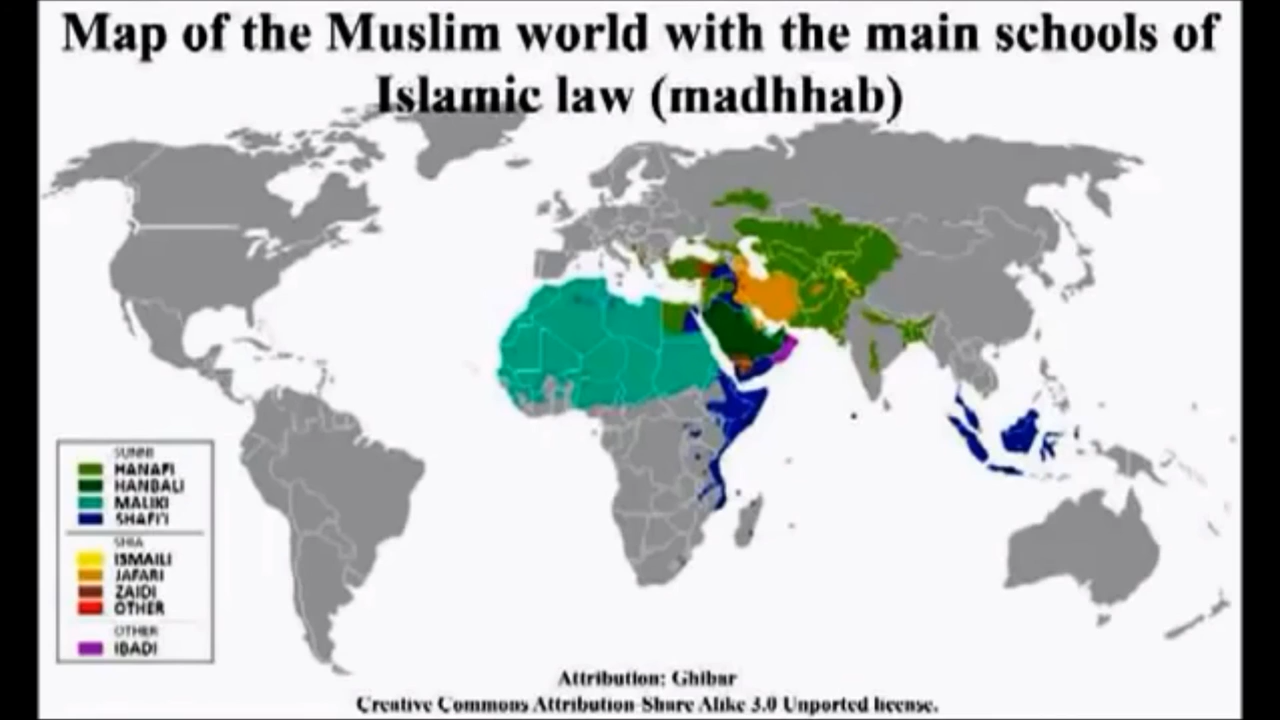 Map of the Muslim world with the main schools of
Islamic law (madhhab)
SUNNI
HANAFI
HANBALI
MALIKI
SHAFI'I
SHIA
ISMAILI
JAFARI
ZAIDI
OTHER
OTHER
IBADI
Attribution: Ghibar
Creative Commons Attribution-Share Alike 3.0 Unported license.